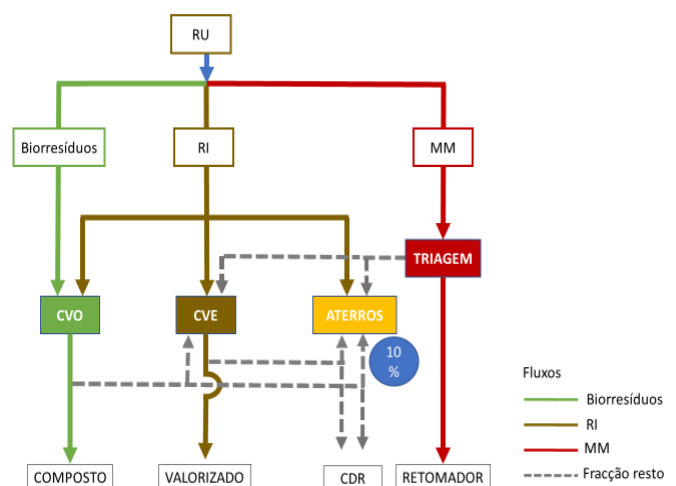 RU
Biorresíduos
RI
MM
TRIAGEM
CVO
CVE
ATERROS
10
%
Fluxos
Biorresíduos
RI
MM
Fracção resto
COMPOSTO
VALORIZADO
CDR
RETOMADOR